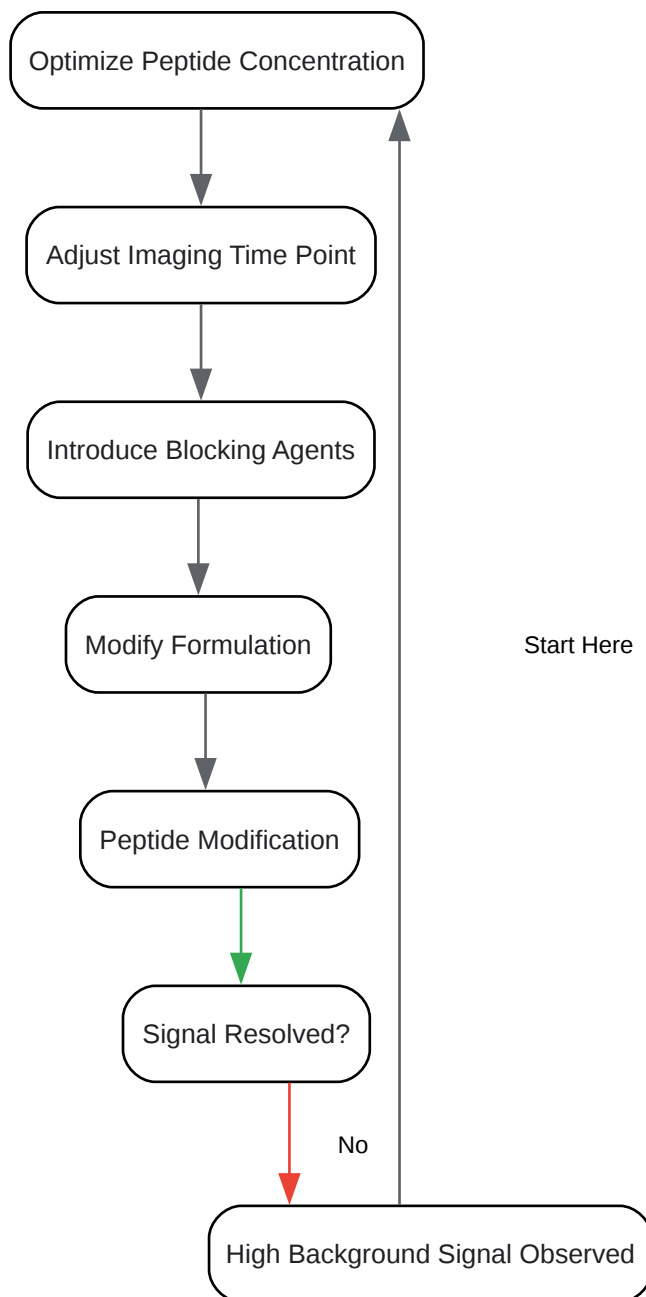 Optimize Peptide Concentration
Adjust Imaging Time Point
Introduce Blocking Agents
Modify Formulation
Start Here
Peptide Modification
Signal Resolved?
No
High Background Signal Observed